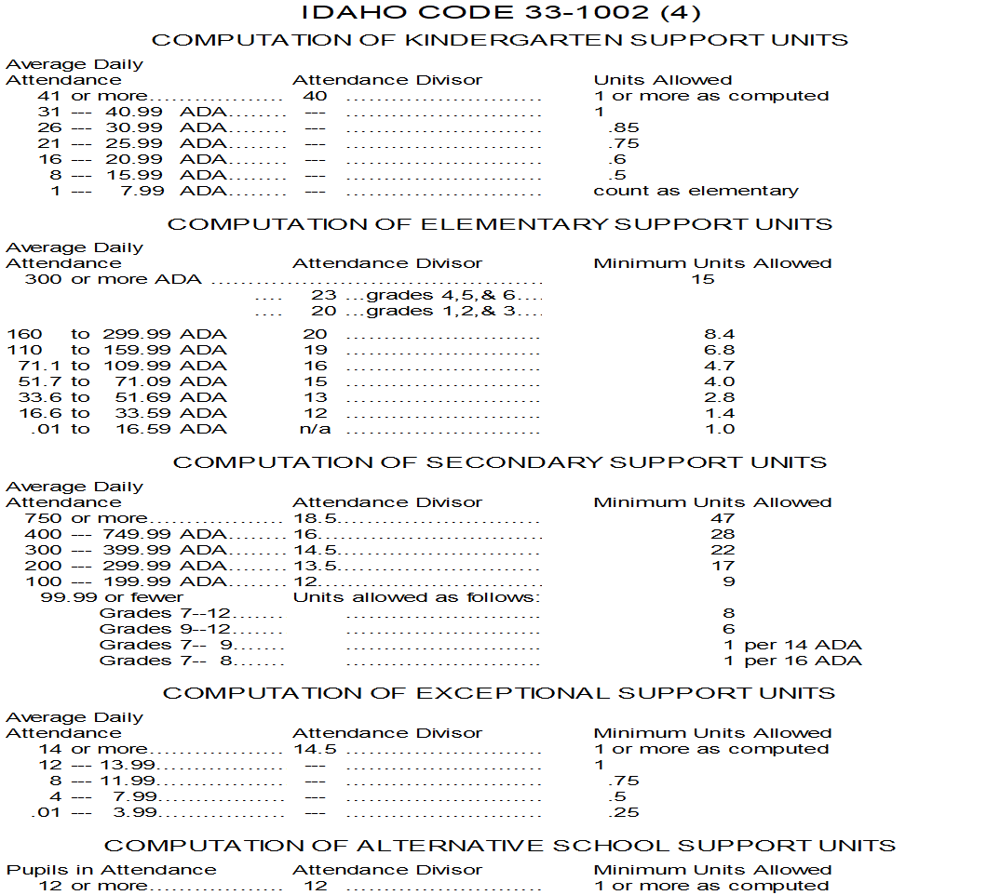 IDAHO CODE 33-1002 (4)
COMPUTATION OF KINDERGARTEN SUPPORT UNITS
Average Daily
Attendance Attendance Divisor Units Allowed
41 or more.................. 40 .......................... 1 or more as computed
31 --- 40.99 ADA........ --- .......................... 1
26 --- 30.99 ADA........ --- .......................... .85
21 --- 25.99 ADA........ --- .......................... .75
16 --- 20.99 ADA........ --- .......................... .6
8 --- 15.99 ADA........ --- .......................... .5
1 --- 7.99 ADA........ --- .......................... count as elementary
COMPUTATION OF ELEMENTARY SUPPORT UNITS
Average Daily
Attendance Attendance Divisor Minimum Units Allowed
300 or more ADA ............................................ 15
.... 23 ...grades 4,5,& 6....
.... 20 ...grades 1,2,& 3....
160 to 299.99 ADA 20 .......................... 8.4
110 to 159.99 ADA 19 .......................... 6.8
71.1 to 109.99 ADA 16 .......................... 4.7
51.7 to 71.09 ADA 15 .......................... 4.0
33.6 to 51.69 ADA 13 .......................... 2.8
16.6 to 33.59 ADA 12 .......................... 1.4
.01 to 16.59 ADA n/a .......................... 1.0
COMPUTATION OF SECONDARY SUPPORT UNITS
Average Daily
Attendance Attendance Divisor Minimum Units Allowed
750 or more.................. 18.5........................... 47
400 --- 749.99 ADA........ 16.............................. 28
300 --- 399.99 ADA........ 14.5........................... 22
200 --- 299.99 ADA........ 13.5........................... 17
100 --- 199.99 ADA........ 12.............................. 9
99.99 or fewer Units allowed as follows:
Grades 7--12....... .......................... 8
Grades 9--12....... .......................... 6
Grades 7-- 9....... .......................... 1 per 14 ADA
Grades 7-- 8....... .......................... 1 per 16 ADA
COMPUTATION OF EXCEPTIONAL SUPPORT UNITS
Average Daily
Attendance Attendance Divisor Minimum Units Allowed
14 or more.................. 14.5 .......................... 1 or more as computed
12 --- 13.99................. --- .......................... 1
8 --- 11.99................. --- .......................... .75
4 --- 7.99................. --- .......................... .5
.01 --- 3.99................. --- .......................... .25
COMPUTATION OF ALTERNATIVE SCHOOL SUPPORT UNITS
Pupils in Attendance Attendance Divisor Minimum Units Allowed
12 or more.................. 12 .......................... 1 or more as computed